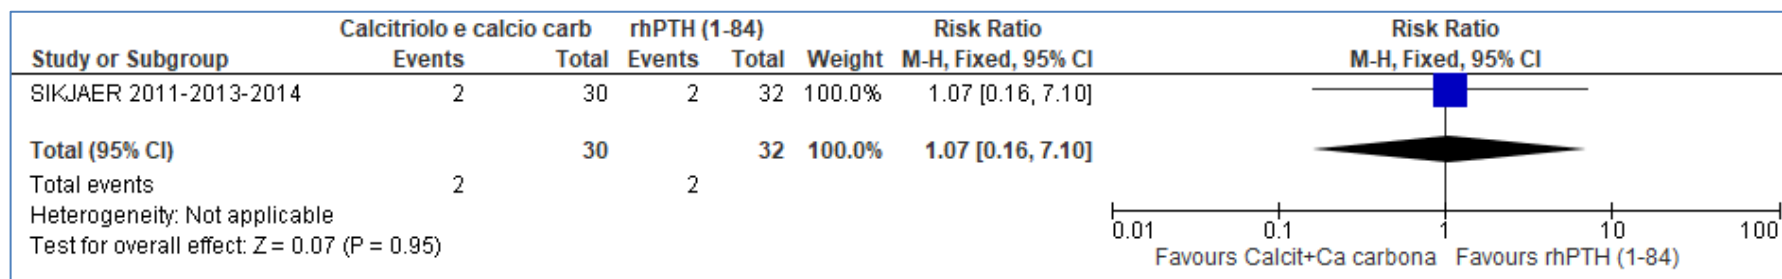 Calcitriolo e calcio carb rhPTH (1-84) Risk Ratio Risk Ratio
Study or Subgroup Events Total Events Total Weight M-H, Fixed, 95% CI M-H, Fixed, 95% CI
SIKJAER 2011-2013-2014 2 30 2 32 100.0% 1.07 [0.16, 7.10]
Total (95% CI) 30 32 100.0% 1.07 [0.16, 7.10]
Total events 2 2
Heterogeneity: Not applicable
Test for overall effect: Z = 0.07 (P = 0.95)
0.01 0.1 1 10 100
Favours Calcit+Ca carbona Favours rhPTH (1-84)